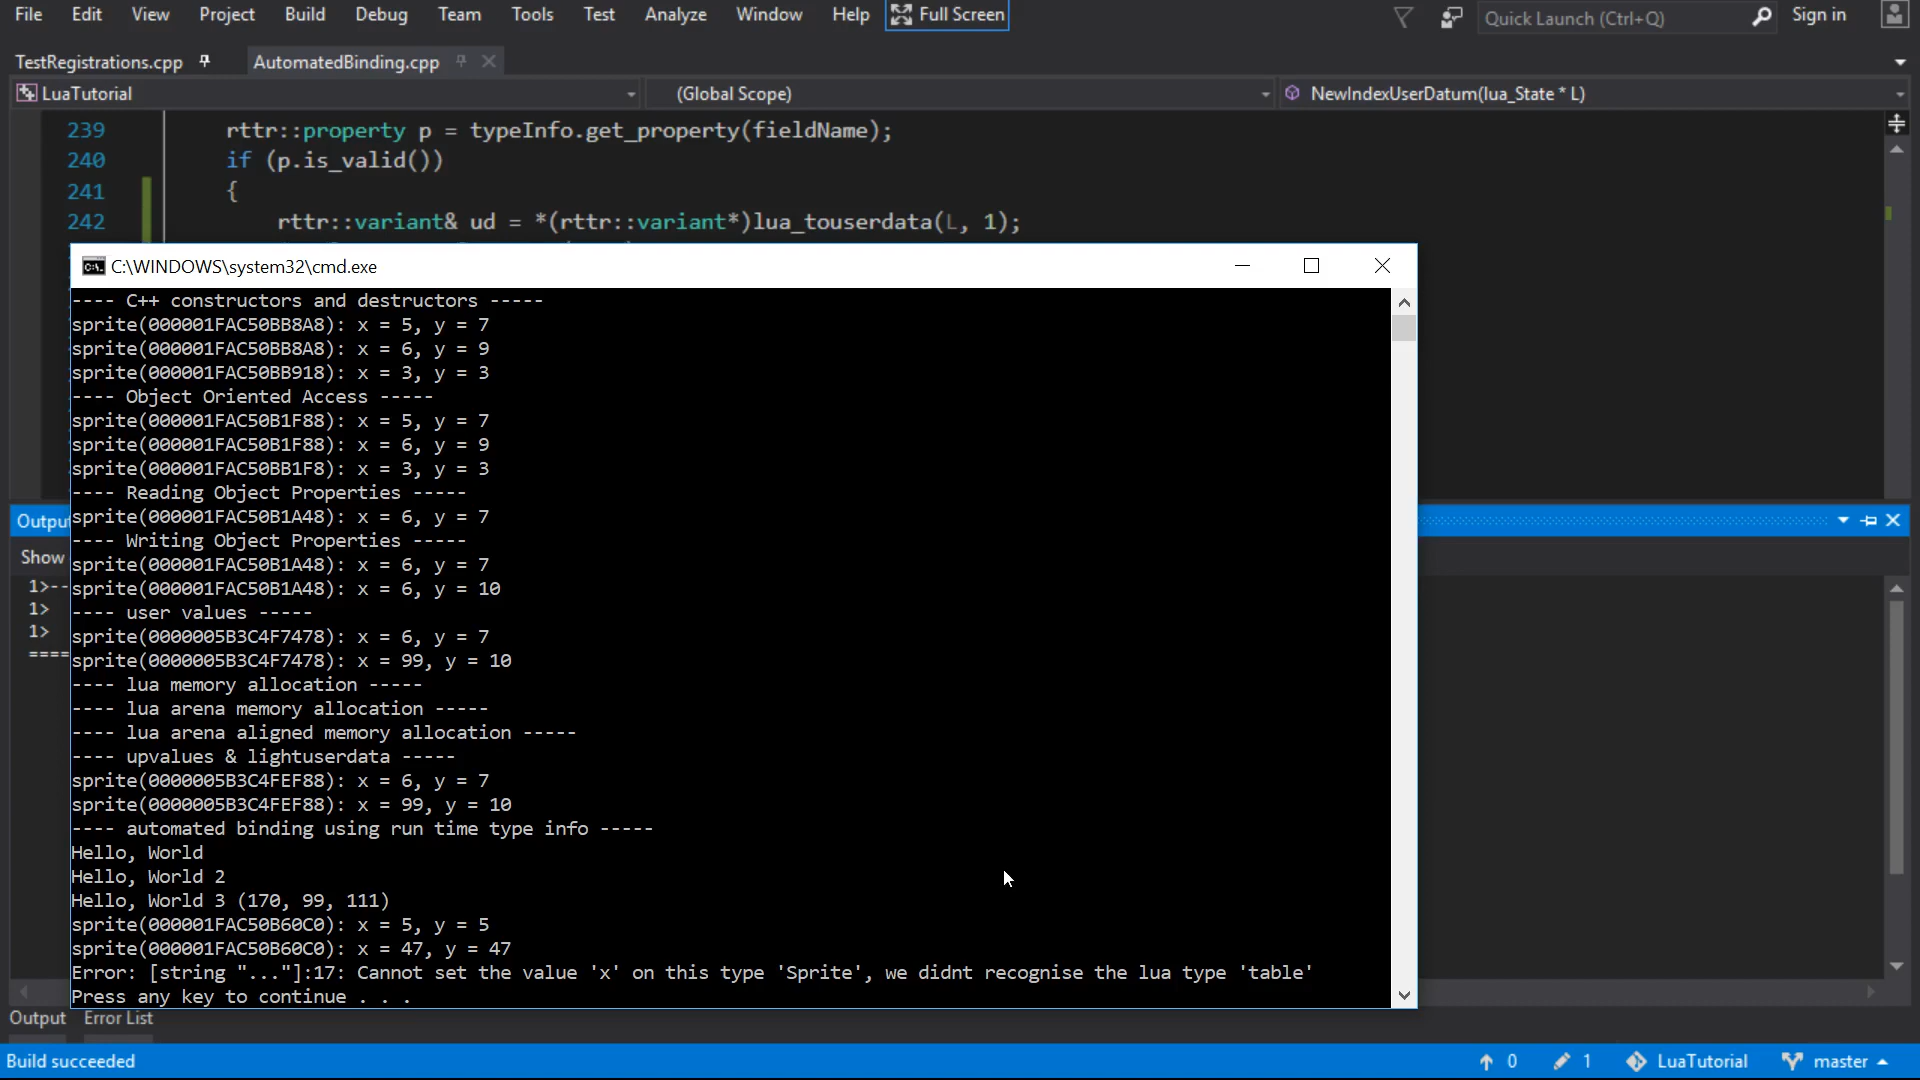 File Edit View Project Build Debug Team Tools Test Analyze Window Help Full Screen Quick Launch (Ctrl+Q) Sign in
TestRegistrations.cpp AutomatedBinding.cpp
LuaTutorial (Global Scope) NewIndexUserDatum(lua_State * L)
239 rttr::property p = typeInfo.get_property(fieldName);
240 if (p.is_valid())
241 {
242 rttr::variant& ud = *(rttr::variant*)lua_touserdata(L, 1);
C:\WINDOWS\system32\cmd.exe
---- C++ constructors and destructors -----
sprite(000001FAC50BB8A8): x = 5, y = 7
sprite(000001FAC50BB8A8): x = 6, y = 9
sprite(000001FAC50BB918): x = 3, y = 3
---- Object Oriented Access -----
sprite(000001FAC50B1F88): x = 5, y = 7
sprite(000001FAC50B1F88): x = 6, y = 9
sprite(000001FAC50BB1F8): x = 3, y = 3
---- Reading Object Properties -----
sprite(000001FAC50B1A48): x = 6, y = 7
---- Writing Object Properties -----
sprite(000001FAC50B1A48): x = 6, y = 7
sprite(000001FAC50B1A48): x = 6, y = 10
---- user values -----
sprite(0000005B3C4F7478): x = 6, y = 7
sprite(0000005B3C4F7478): x = 99, y = 10
---- lua memory allocation -----
---- lua arena memory allocation -----
---- lua arena aligned memory allocation -----
---- upvalues & lightuserdata -----
sprite(0000005B3C4FEF88): x = 6, y = 7
sprite(0000005B3C4FEF88): x = 99, y = 10
---- automated binding using run time type info -----
Hello, World
Hello, World 2
Hello, World 3 (170, 99, 111)
sprite(000001FAC50B60C0): x = 5, y = 5
sprite(000001FAC50B60C0): x = 47, y = 47
Error: [string "..."]:17: Cannot set the value 'x' on this type 'Sprite', we didnt recognise the lua type 'table'
Press any key to continue . . .
Output
Show
1>--
1>
1>
====
Output Error List
Build succeeded 0 1 LuaTutorial master